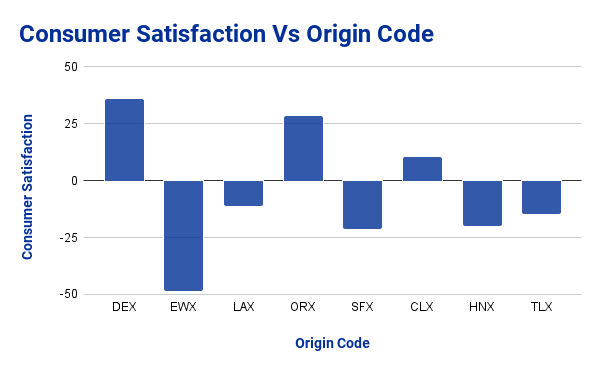 Consumer Satisfaction Vs Origin Code
Consumer Satisfaction
50
25
0
-25
-50
DEX EWX LAX ORX SFX CLX HNX TLX
Origin Code